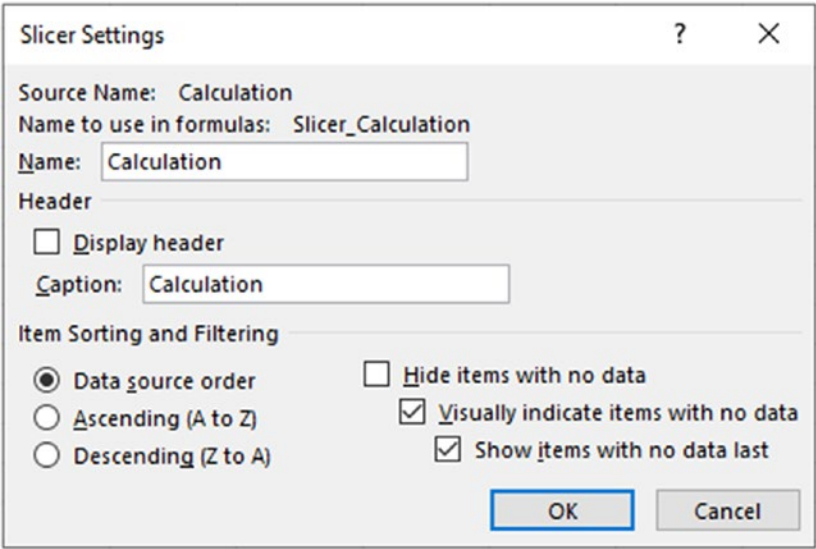 Slicer Settings ? ×
Source Name: Calculation
Name to use in formulas: Slicer_Calculation
Name: Calculation
Header
Display header
Caption: Calculation
Item Sorting and Filtering
Data source order
Ascending (A to Z)
Descending (Z to A)
Hide items with no data
Visually indicate items with no data
Show items with no data last
OK Cancel